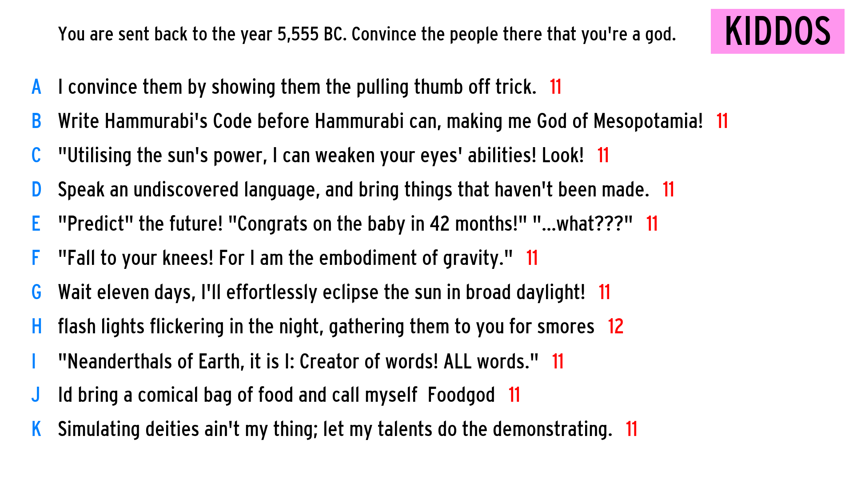 You are sent back to the year 5,555 BC. Convince the people there that you're a god.
KIDDOS
A I convince them by showing them the pulling thumb off trick. 11
B Write Hammurabi's Code before Hammurabi can, making me God of Mesopotamia! 11
C "Utilising the sun's power, I can weaken your eyes' abilities! Look! 11
D Speak an undiscovered language, and bring things that haven't been made. 11
E "Predict" the future! "Congrats on the baby in 42 months!" "...what???" 11
F "Fall to your knees! For I am the embodiment of gravity." 11
G Wait eleven days, I'll effortlessly eclipse the sun in broad daylight! 11
H flash lights flickering in the night, gathering them to you for smores 12
I "Neanderthals of Earth, it is I: Creator of words! ALL words." 11
J Id bring a comical bag of food and call myself  Foodgod 11
K Simulating deities ain't my thing; let my talents do the demonstrating. 11